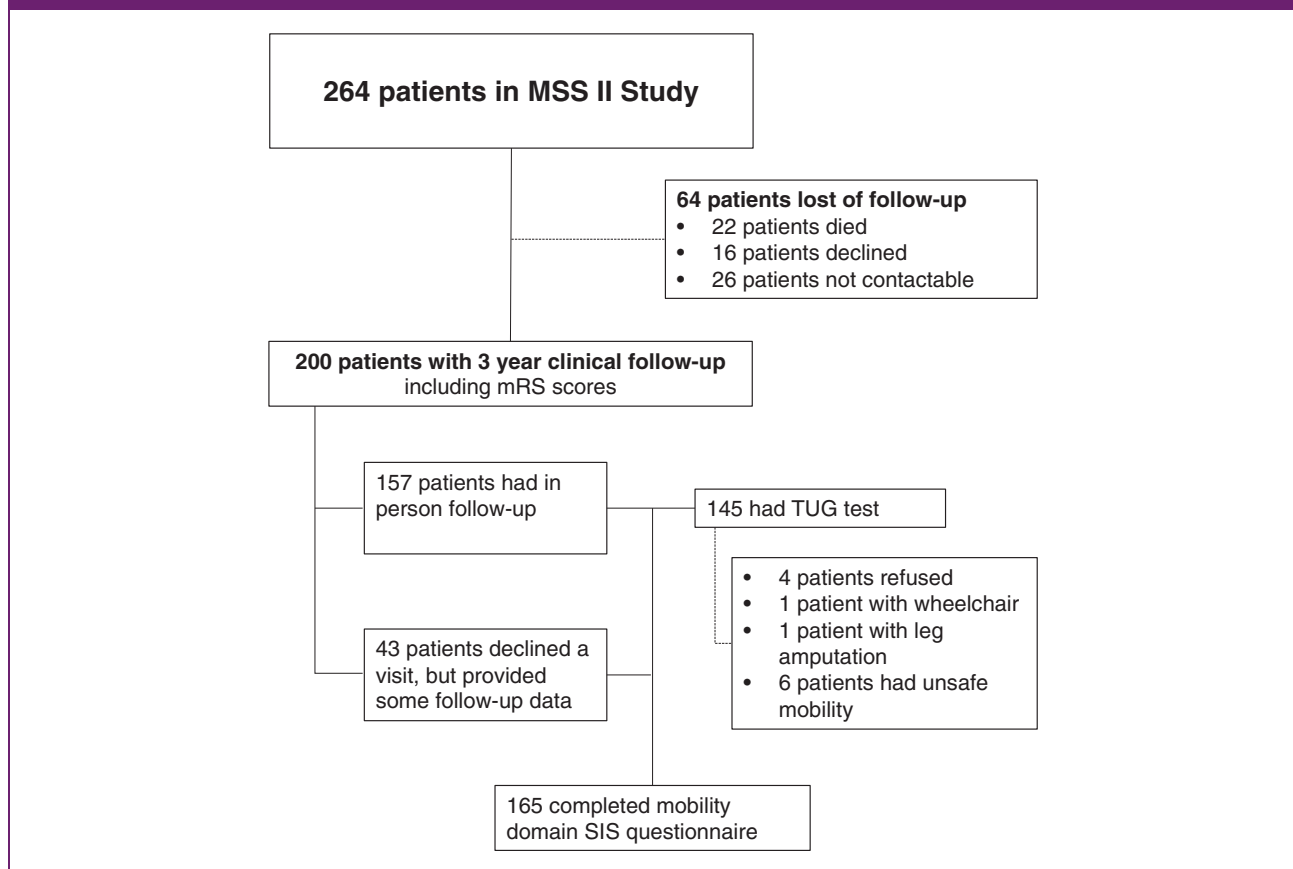 264 patients in MSS II Study
64 patients lost of follow-up
• 22 patients died
• 16 patients declined
• 26 patients not contactable
200 patients with 3 year clinical follow-up
including mRS scores
157 patients had in
person follow-up
145 had TUG test
• 4 patients refused
• 1 patient with wheelchair
• 1 patient with leg
amputation
• 6 patients had unsafe
mobility
43 patients declined a
visit, but provided
some follow-up data
165 completed mobility
domain SIS questionnaire